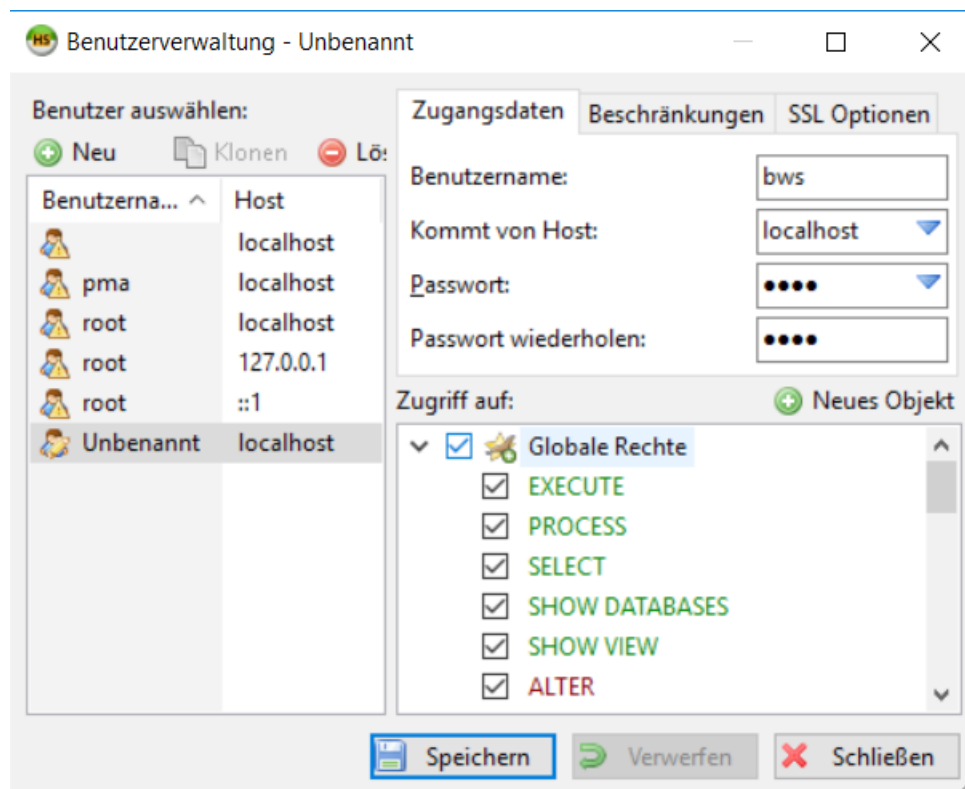 HS Benutzerverwaltung - Unbenannt
Benutzer auswählen:
Neu Klonen Lös
Benutzerna... Host
localhost
pma localhost
root localhost
root 127.0.0.1
root ::1
Unbenannt localhost
Zugangsdaten Beschränkungen SSL Optionen
Benutzername: bws
Kommt von Host: localhost
Passwort: ●●●●
Passwort wiederholen: ●●●●
Zugriff auf: Neues Objekt
Globale Rechte
EXECUTE
PROCESS
SELECT
SHOW DATABASES
SHOW VIEW
ALTER
Speichern Verwerfen Schließen